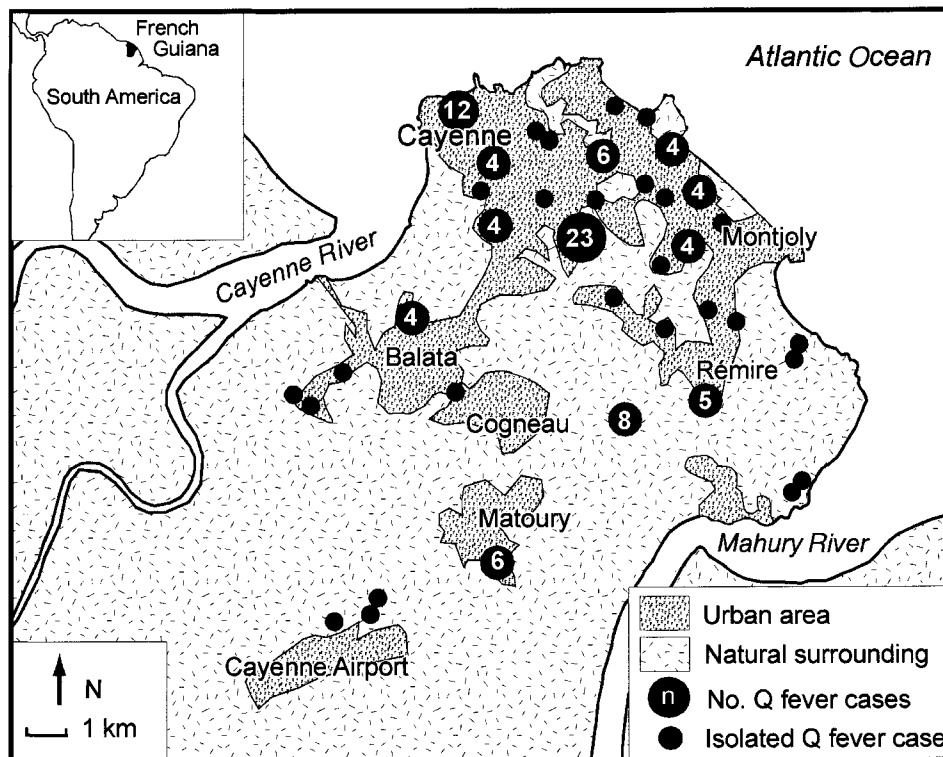 French
Guiana
South America
Atlantic Ocean
12
Cayenne
4
6
4
4
4
23
4
Montjoly
Cayenne River
4
Balata
Rémire
5
8
Cogneau
Matoury
6
Mahury River
Cayenne Airport
N
1 km
Urban area
Natural surrounding
n No. Q fever cases
Isolated Q fever case